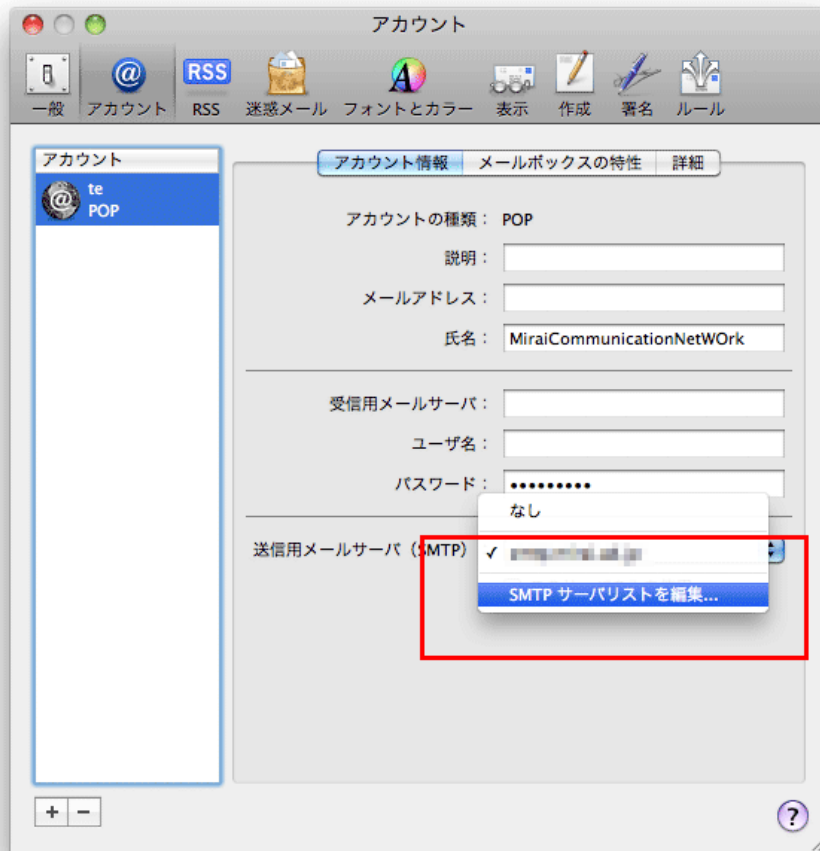 アカウント
RSS
一般 アカウント RSS 迷惑メール フォントとカラー 表示 作成 署名 ルール
アカウント
te
POP
アカウント情報 メールボックスの特性 詳細
アカウントの種類： POP
説明：
メールアドレス：
氏名： MiraiCommunicationNetWOrk
受信用メールサーバ：
ユーザ名：
パスワード： •••••••••
なし
送信用メールサーバ（SMTP） ✓
SMTP サーバリストを編集...
+ − ?